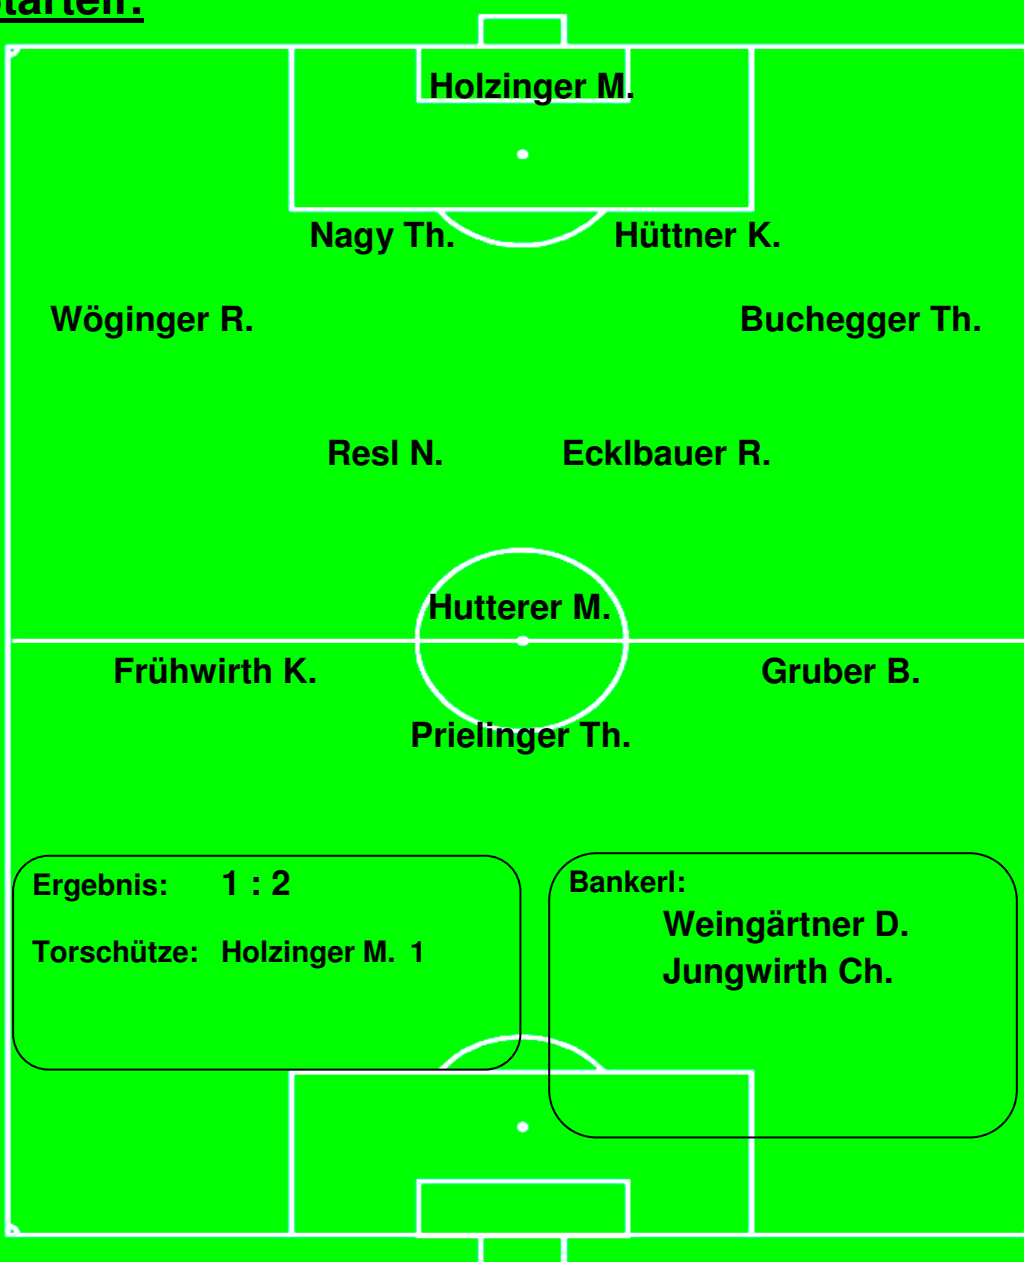 Holzinger M.
Nagy Th. Hüttner K.
Wöginger R. Buchegger Th.
Resl N. Ecklbauer R.
Hutterer M.
Frühwirth K. Gruber B.
Prielinger Th.
Ergebnis: 1 : 2
Torschütze: Holzinger M. 1
Bankerl:
Weingärtner D.
Jungwirth Ch.